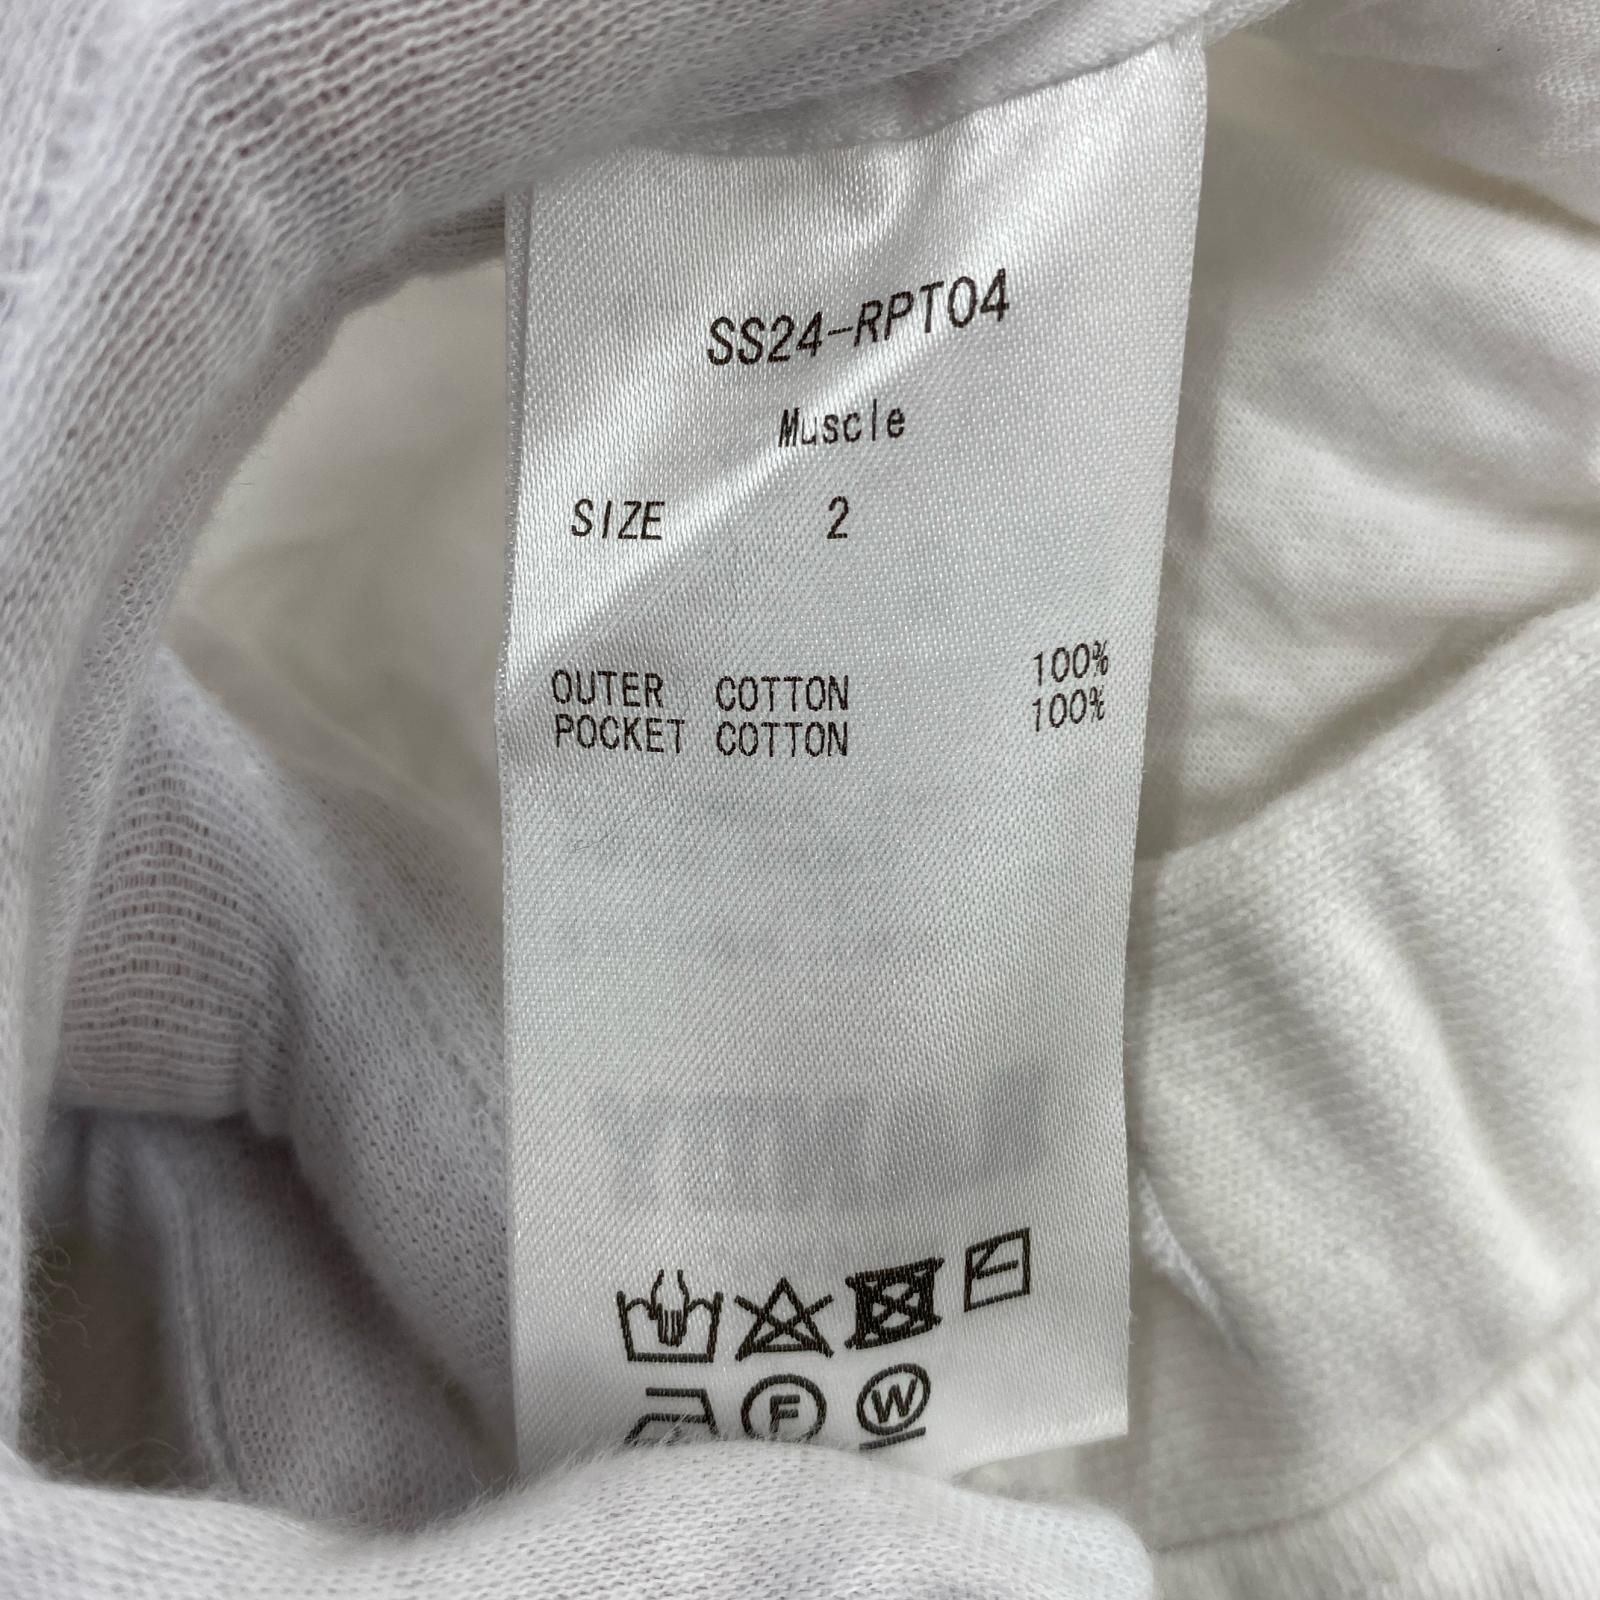 SS24-RPT04
Muscle
SIZE 2
OUTER COTTON 100%
POCKET COTTON 100%
F W